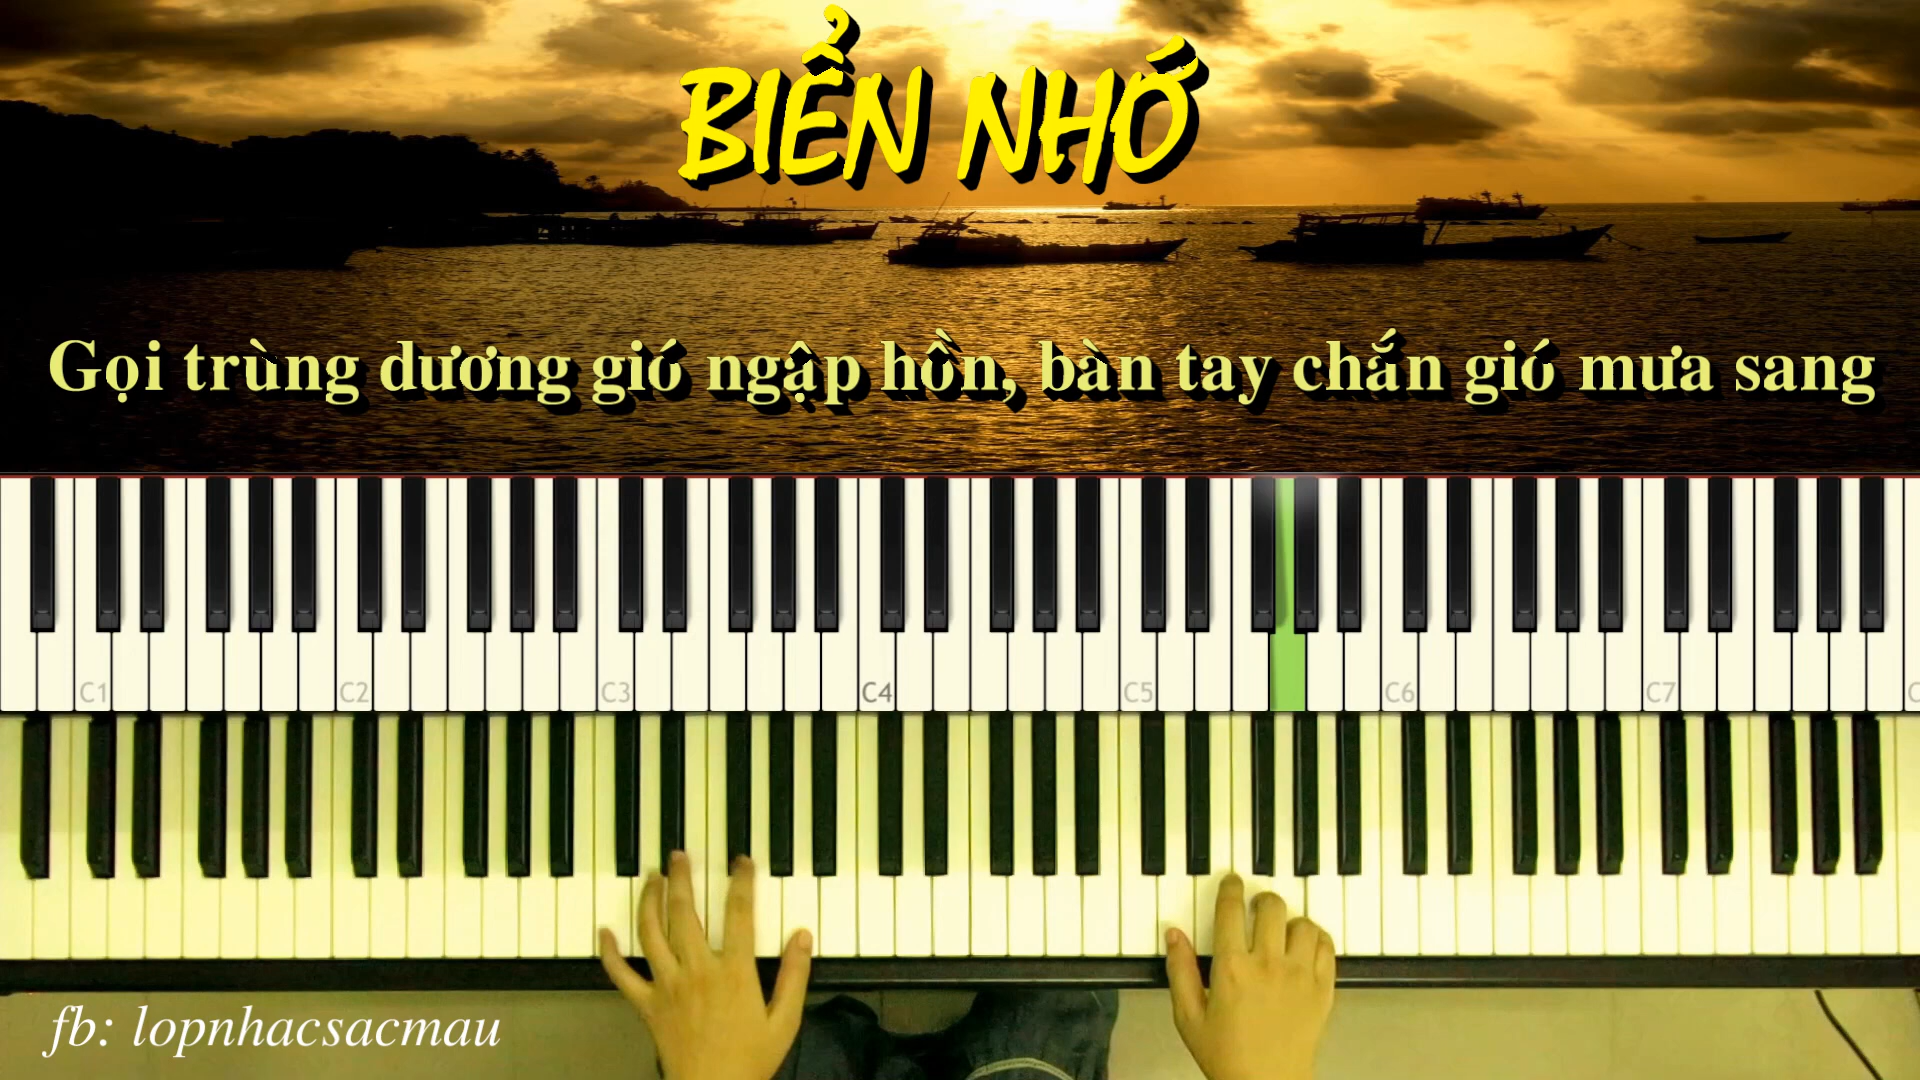 BIỂN NHỚ
Gọi trùng dương gió ngập hồn, bàn tay chắn gió mưa sang
C1 C2 C3 C4 C5 C6 C7 C
fb: lopnhacsacmau